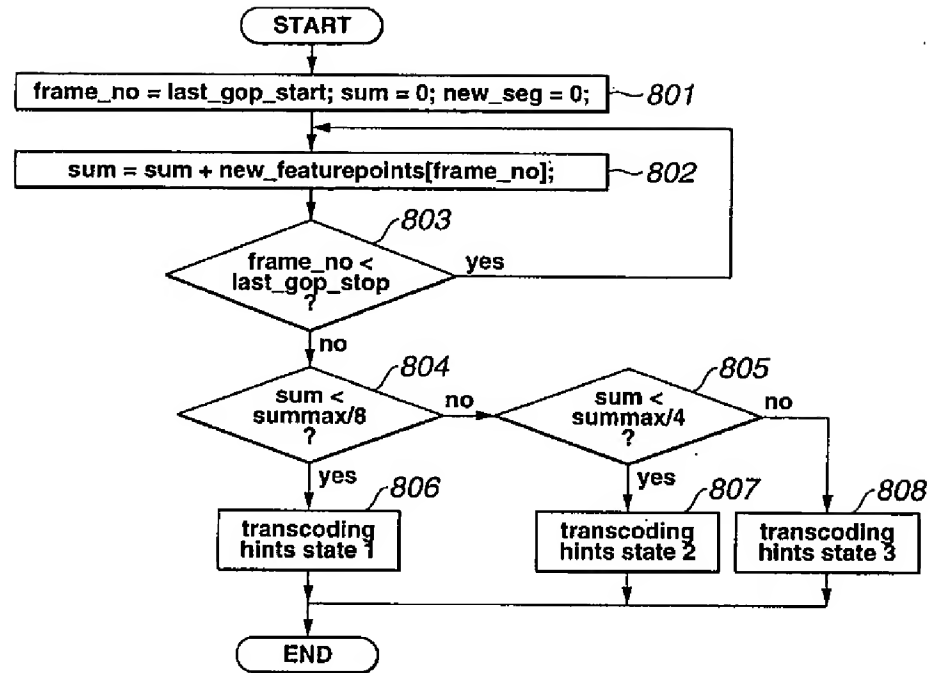 START
frame_no = last_gop_start; sum = 0; new_seg = 0;
801
sum = sum + new_featurepoints[frame_no];
802
803
frame_no <
last_gop_stop
?
yes
no
804
sum <
summax/8
?
no
805
sum <
summax/4
?
no
yes
806
transcoding
hints state 1
yes
807
transcoding
hints state 2
808
transcoding
hints state 3
END